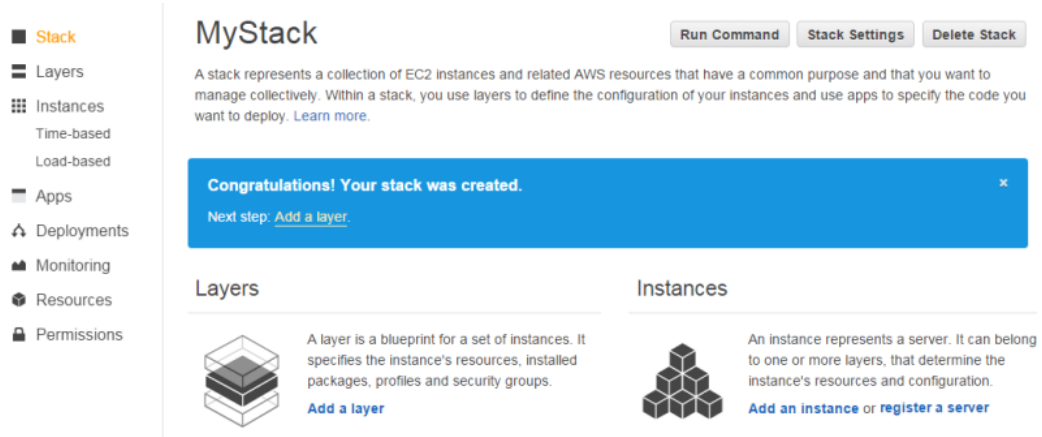 Stack
Layers
Instances
Time-based
Load-based
Apps
Deployments
Monitoring
Resources
Permissions
MyStack
Run Command
Stack Settings
Delete Stack
A stack represents a collection of EC2 instances and related AWS resources that have a common purpose and that you want to
manage collectively. Within a stack, you use layers to define the configuration of your instances and use apps to specify the code you
want to deploy. Learn more.
Congratulations! Your stack was created.
×
Next step: Add a layer.
Layers
A layer is a blueprint for a set of instances. It
specifies the instance's resources, installed
packages, profiles and security groups.
Add a layer
Instances
An instance represents a server. It can belong
to one or more layers, that determine the
instance's resources and configuration.
Add an instance or register a server